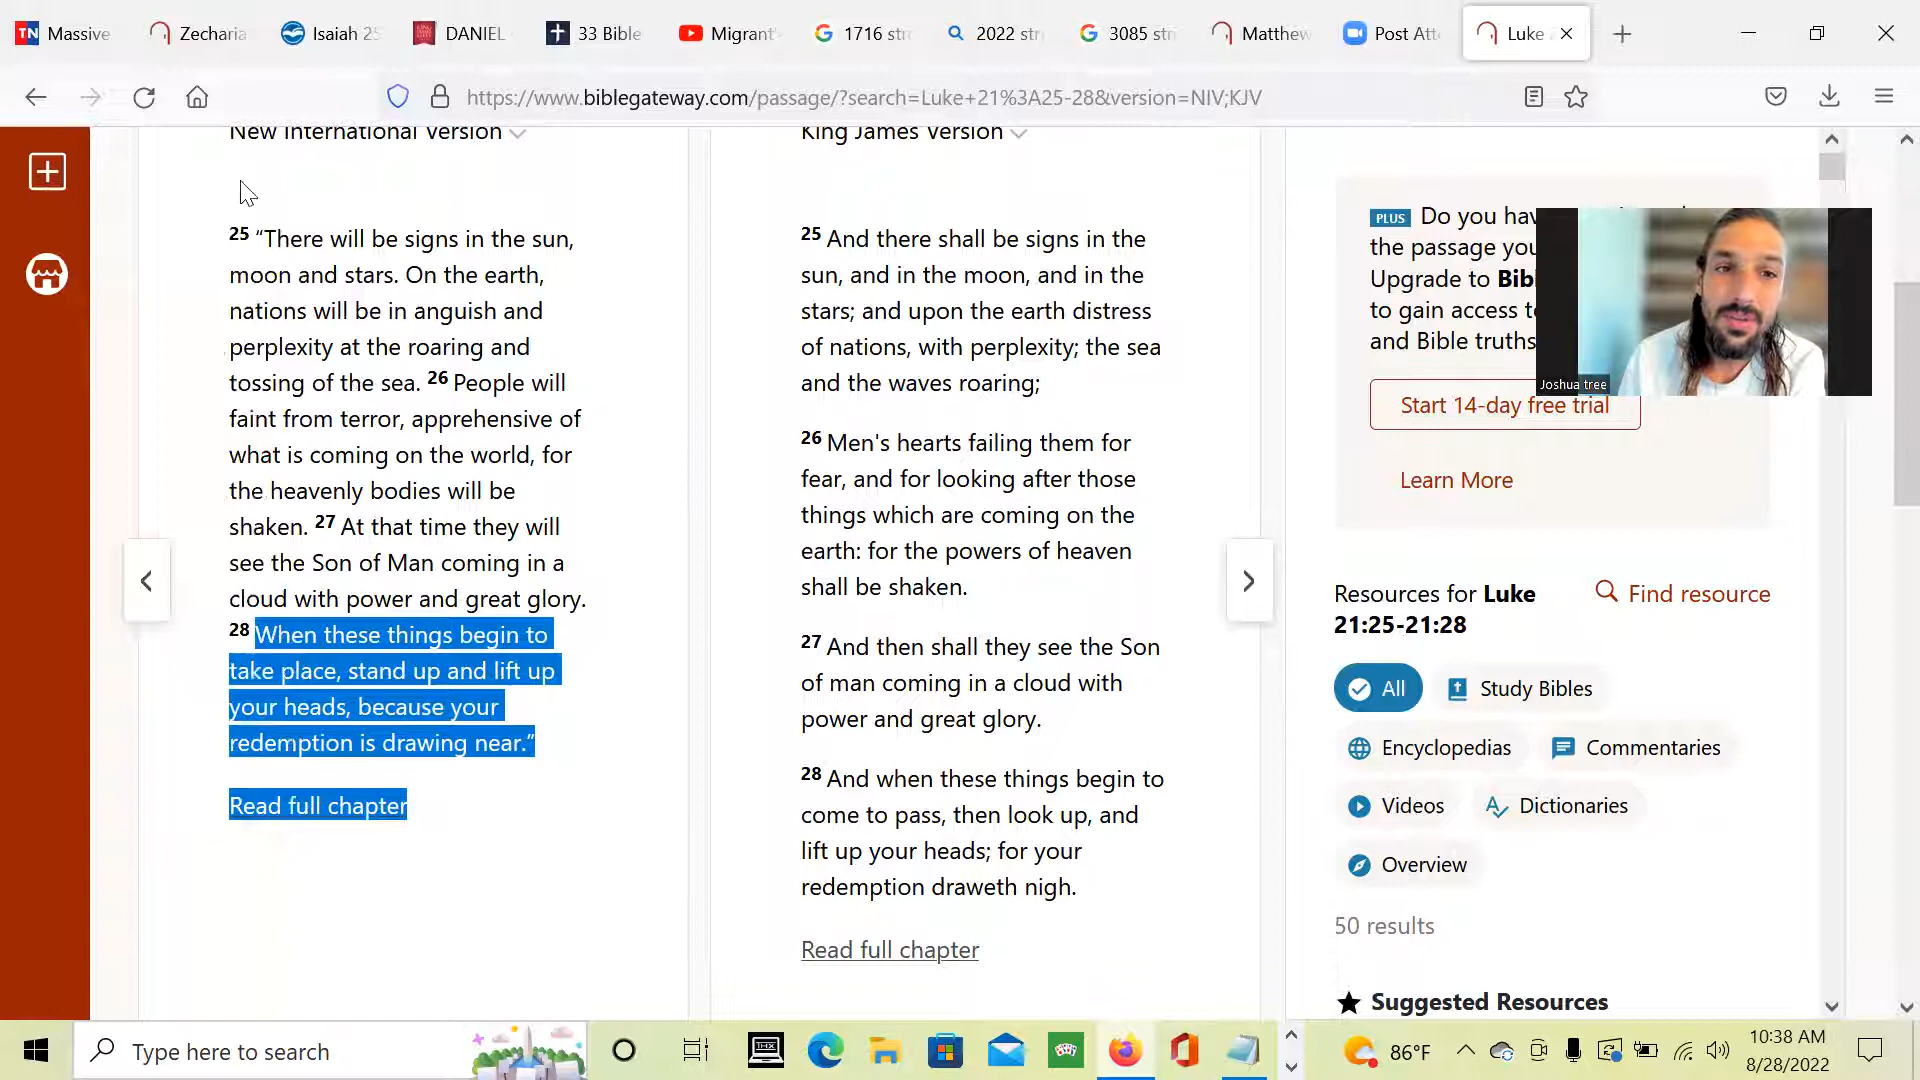 TN Massive
Zecharia
Isaiah 25
DANIEL
33 Bible
Migrant'
1716 str
2022 str
3085 str
Matthew
Post Atte
Luke
https://www.biblegateway.com/passage/?search=Luke+21%3A25-28&version=NIV;KJV
New International Version
25 “There will be signs in the sun,
moon and stars. On the earth,
nations will be in anguish and
perplexity at the roaring and
tossing of the sea. 26 People will
faint from terror, apprehensive of
what is coming on the world, for
the heavenly bodies will be
shaken. 27 At that time they will
see the Son of Man coming in a
cloud with power and great glory.
28 When these things begin to
take place, stand up and lift up
your heads, because your
redemption is drawing near.”
Read full chapter
King James Version
25 And there shall be signs in the
sun, and in the moon, and in the
stars; and upon the earth distress
of nations, with perplexity; the sea
and the waves roaring;
26 Men's hearts failing them for
fear, and for looking after those
things which are coming on the
earth: for the powers of heaven
shall be shaken.
27 And then shall they see the Son
of man coming in a cloud with
power and great glory.
28 And when these things begin to
come to pass, then look up, and
lift up your heads; for your
redemption draweth nigh.
Read full chapter
PLUS Do you hav
the passage you
Upgrade to Bib
to gain access t
and Bible truths
Joshua tree
Start 14-day free trial
Learn More
Resources for Luke
21:25-21:28
Find resource
All
Study Bibles
Encyclopedias
Commentaries
Videos
Dictionaries
Overview
50 results
Suggested Resources
Type here to search
THX
86°F
10:38 AM
8/28/2022